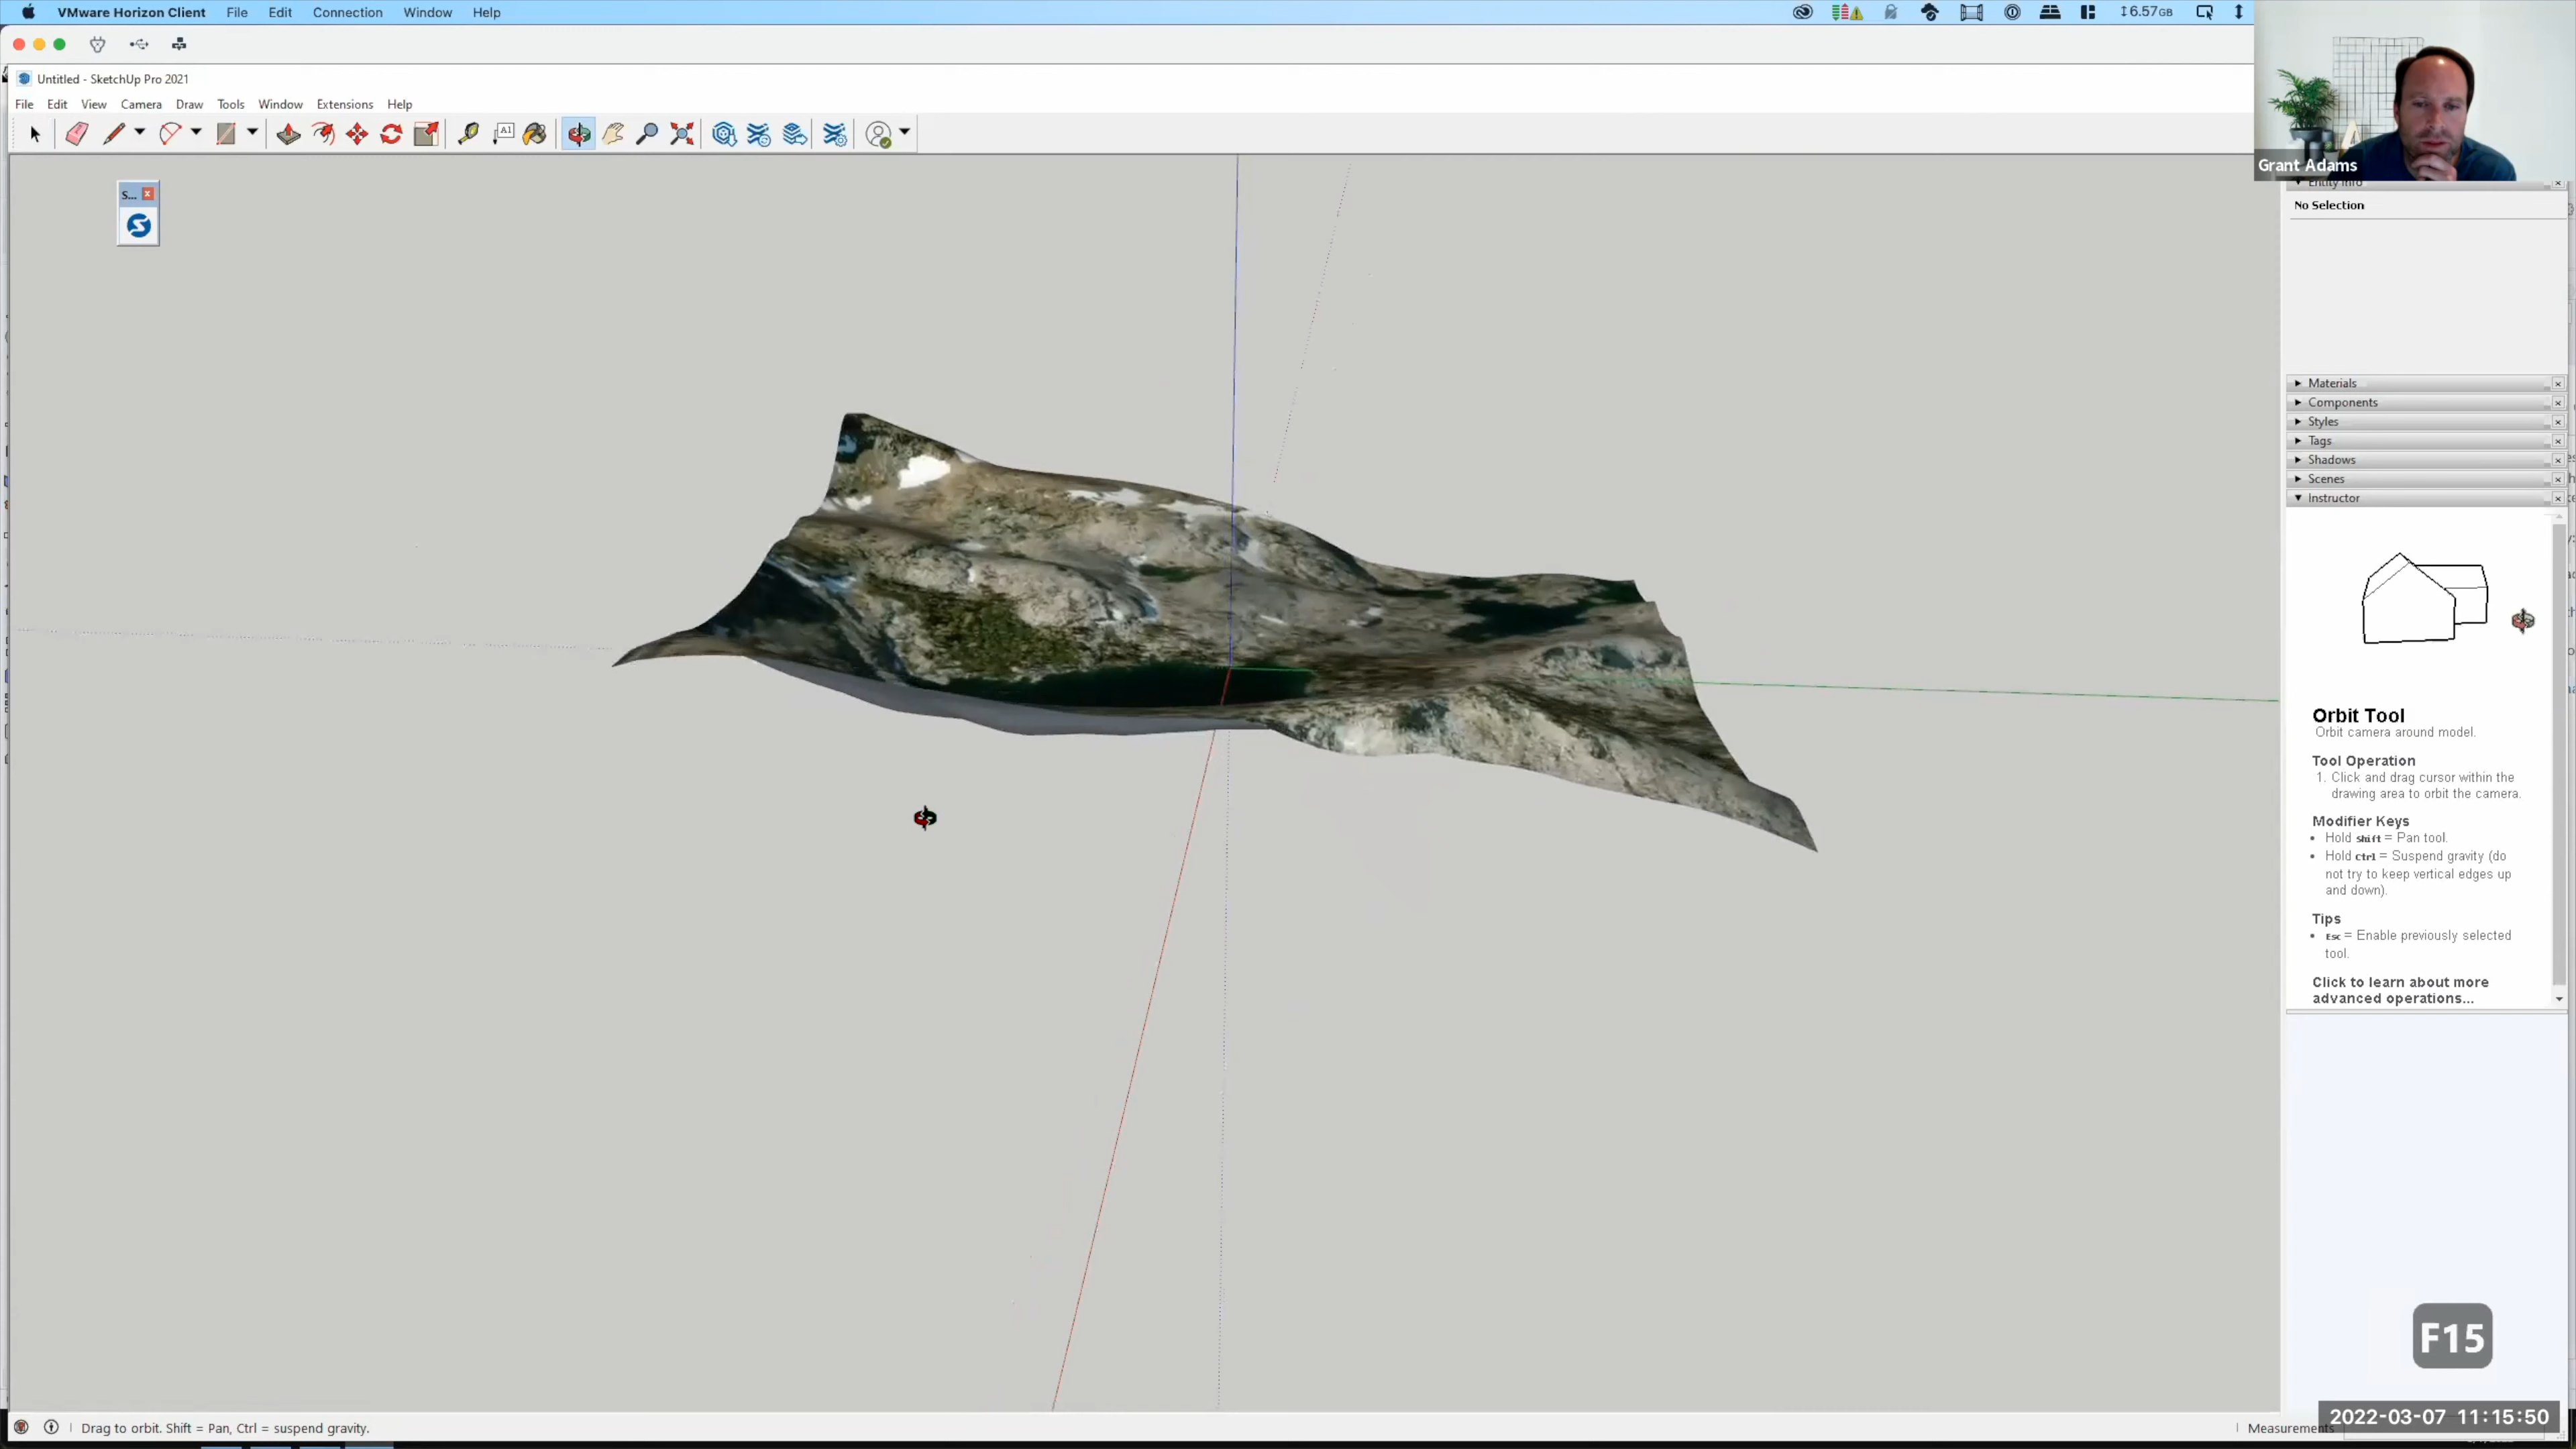 VMware Horizon Client File Edit Connection Window Help
6.57GB
Untitled - SketchUp Pro 2021
File Edit View Camera Draw Tools Window Extensions Help
A1
Grant Adams
S...
Entity Info
No Selection
Materials
Components
Styles
Tags
Shadows
Scenes
Instructor
Orbit Tool
Orbit camera around model.
Tool Operation
1. Click and drag cursor within the
drawing area to orbit the camera.
Modifier Keys
• Hold Shift = Pan tool.
• Hold Ctrl = Suspend gravity (do
not try to keep vertical edges up
and down).
Tips
• Esc = Enable previously selected
tool.
Click to learn about more
advanced operations...
F15
2022-03-07 11:15:50
Drag to orbit. Shift = Pan, Ctrl = suspend gravity.
Measurements